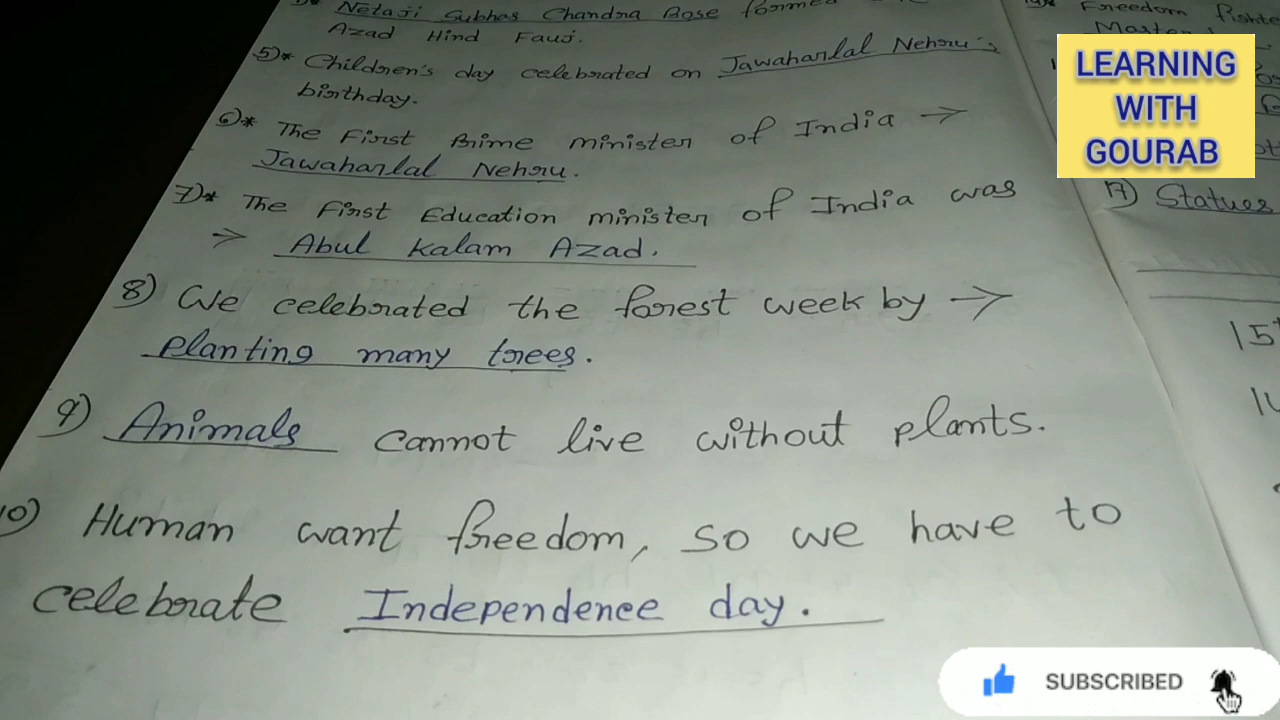 Netaji Subhas Chandra Bose formed
Azad Hind Fauj.
5)* Children's day celebrated on Jawaharlal Nehru's
birthday.
6)* The First Prime minister of India →
Jawaharlal Nehru.
7)* The First Education minister of India was
→ Abul Kalam Azad.
8) We celebrated the forest week by →
planting many trees.
9) Animals cannot live without plants.
10) Human want freedom, so we have to
celebrate Independence day.
Freedom
Master
LEARNING
WITH
GOURAB
17) Statues
15
SUBSCRIBED